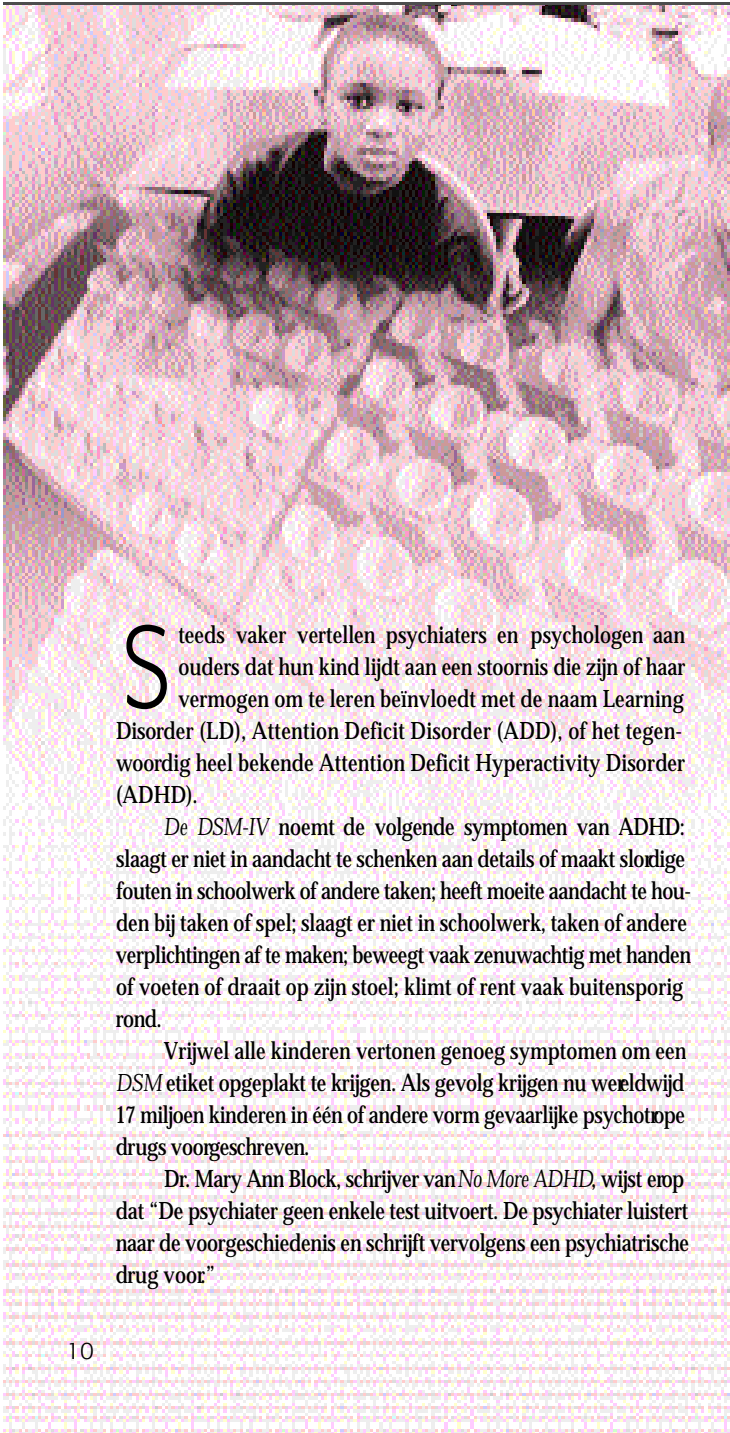 Steeds vaker vertellen psychiaters en psychologen aan
ouders dat hun kind lijdt aan een stoornis die zijn of haar
vermogen om te leren beïnvloedt met de naam Learning
Disorder (LD), Attention Deficit Disorder (ADD), of het tegen-
woordig heel bekende Attention Deficit Hyperactivity Disorder
(ADHD).
De DSM-IV noemt de volgende symptomen van ADHD:
slaagt er niet in aandacht te schenken aan details of maakt slordige
fouten in schoolwerk of andere taken; heeft moeite aandacht te hou-
den bij taken of spel; slaagt er niet in schoolwerk, taken of andere
verplichtingen af te maken; beweegt vaak zenuwachtig met handen
of voeten of draait op zijn stoel; klimt of rent vaak buitensporig
rond.
Vrijwel alle kinderen vertonen genoeg symptomen om een
DSM etiket opgeplakt te krijgen. Als gevolg krijgen nu wereldwijd
17 miljoen kinderen in één of andere vorm gevaarlijke psychotrope
drugs voorgeschreven.
Dr. Mary Ann Block, schrijver van No More ADHD, wijst erop
dat “De psychiater geen enkele test uitvoert. De psychiater luistert
naar de voorgeschiedenis en schrijft vervolgens een psychiatrische
drug voor.”
10